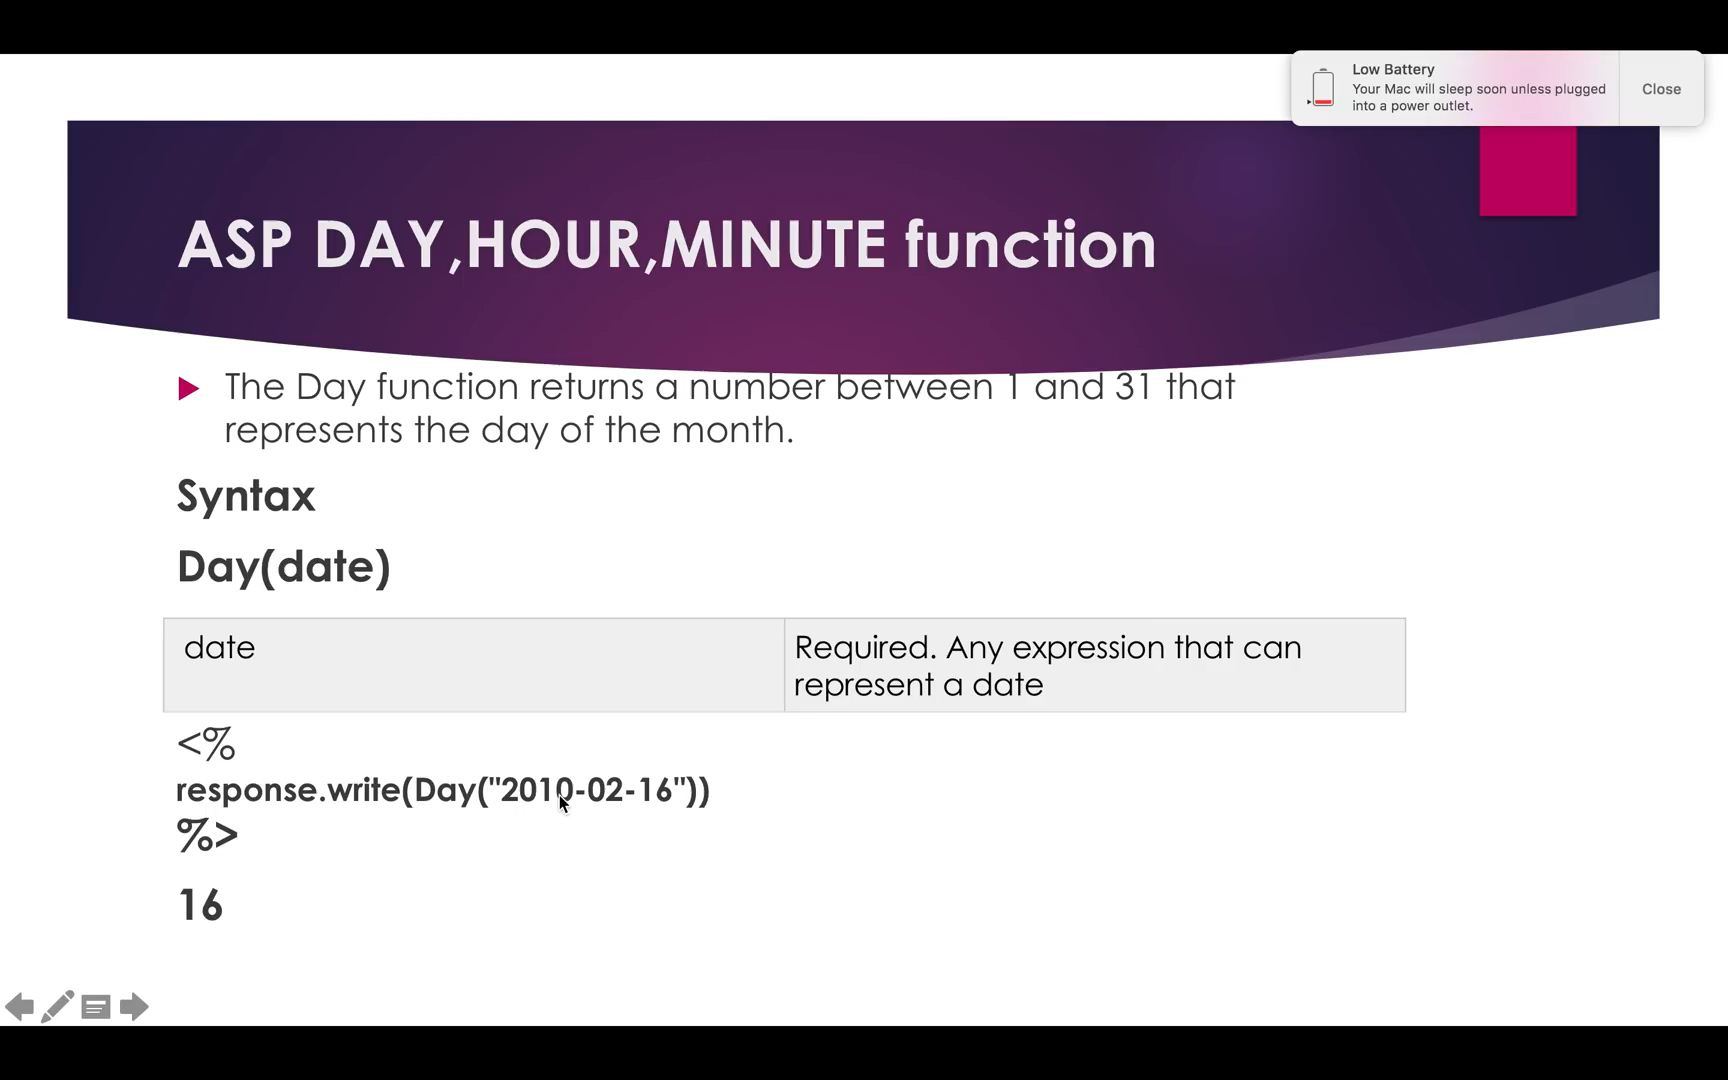 Low Battery
Your Mac will sleep soon unless plugged
into a power outlet.
Close
ASP DAY,HOUR,MINUTE function
The Day function returns a number between 1 and 31 that
represents the day of the month.
Syntax
Day(date)
date
Required. Any expression that can
represent a date
<%
response.write(Day("2010-02-16"))
%>
16